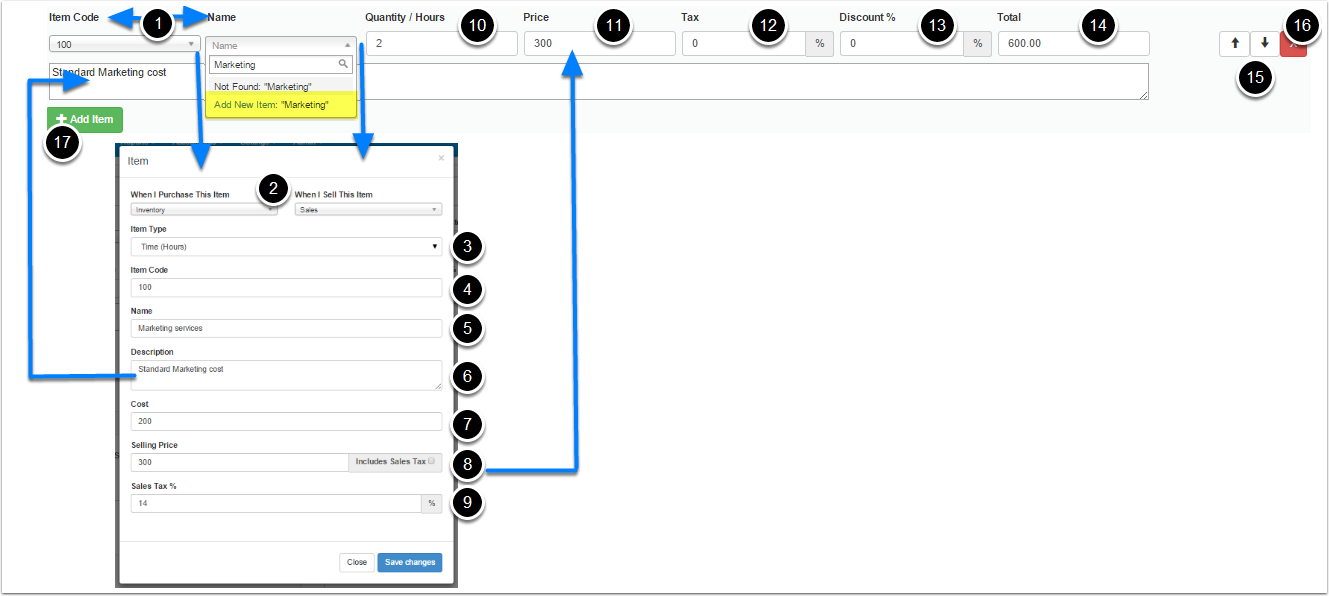 Item Code 1 Name Quantity / Hours 10 Price 11 Tax 12 Discount % 13 Total 14 16
100 Name 2 300 0 % 0 % 600.00
Marketing
Standard Marketing cost
Not Found: "Marketing"
Add New Item: "Marketing"
15
Add Item
17
Item ×
2
When I Purchase This Item When I Sell This Item
Inventory Sales
Item Type
Time (Hours) 3
Item Code
100 4
Name
Marketing services 5
Description
Standard Marketing cost 6
Cost
200 7
Selling Price
300 Includes Sales Tax 8
Sales Tax %
14 % 9
Close Save changes